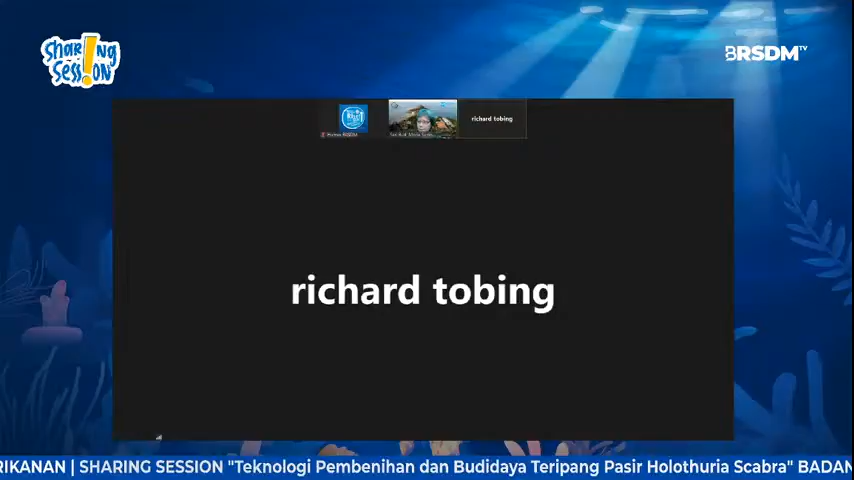 Sharing
Session
BRSDM TV
richard tobing
richard tobing
RIKANAN | SHARING SESSION "Teknologi Pembenihan dan Budidaya Teripang Pasir Holothuria Scabra" BADAN